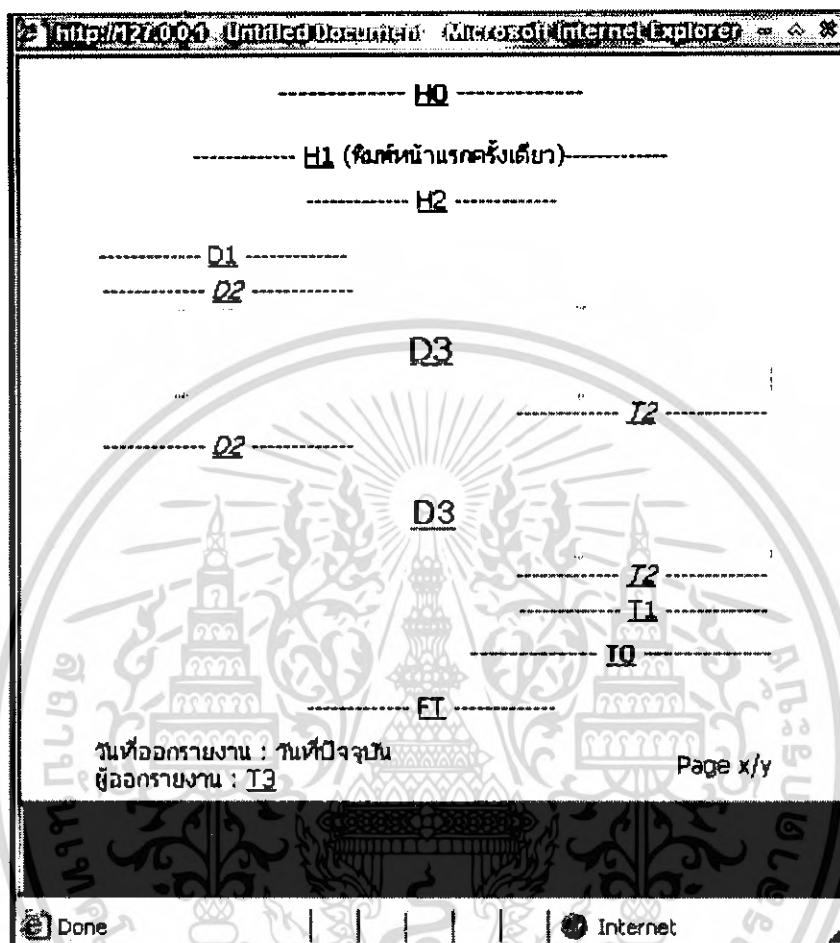 http://127.0.0.1 Untitled Document Microsoft Internet Explorer
------------- H0 -------------
------------ H1 (พิมพ์หน้าแรกครั้งเดียว)------------
------------ H2 ------------
------------ D1 ------------
------------ D2 ------------
D3
------------ T2 ------------
------------ D2 ------------
D3
------------ T2 ------------
------------ T1 ------------
---------------- T0 ---------------
------------ FT ------------
วันที่ออกรายงาน : วันที่ปัจจุบัน
ผู้ออกรายงาน : T3
Page x/y
Done
Internet